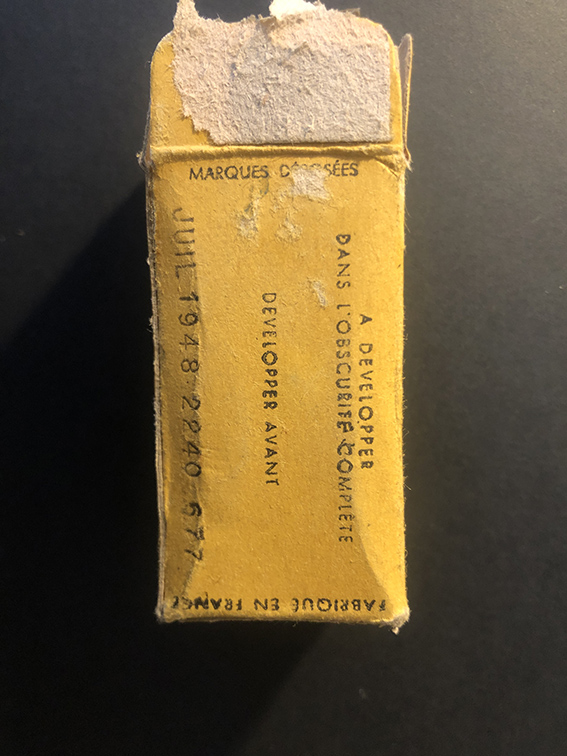 MARQUES DÉPOSÉES
A DEVELOPPER
DANS L'OBSCURITÉ COMPLÈTE
DEVELOPPER AVANT
JUIL 1948 2240 677
FABRIQUÉ EN FRANCE